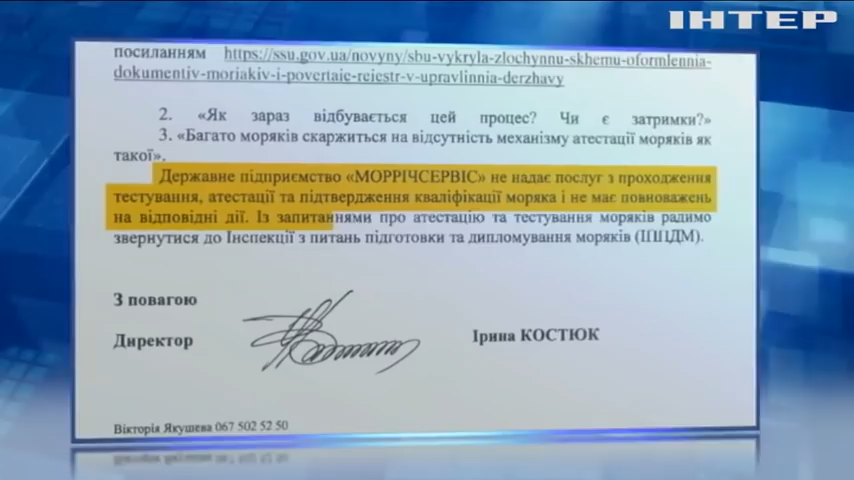 ІНТЕР
посиланням https://ssu.gov.ua/novyny/sbu-vykryla-zlochynnu-skhemu-oformlennia-
dokumentiv-moriakiv-i-povertaie-reiestr-v-upravlinnia-derzhavy
2. «Як зараз відбувається цей процес? Чи є затримки?»
3. «Багато моряків скаржиться на відсутність механізму атестації моряків як
такої».
Державне підприємство «МОРРІЧСЕРВІС» не надає послуг з проходження
тестування, атестації та підтвердження кваліфікації моряка і не має повноважень
на відповідні дії. Із запитаннями про атестацію та тестування моряків радимо
звернутися до Інспекції з питань підготовки та дипломування моряків (ІППДМ).
З повагою
Директор
Ірина КОСТЮК
Вікторія Якушева 067 502 52 50